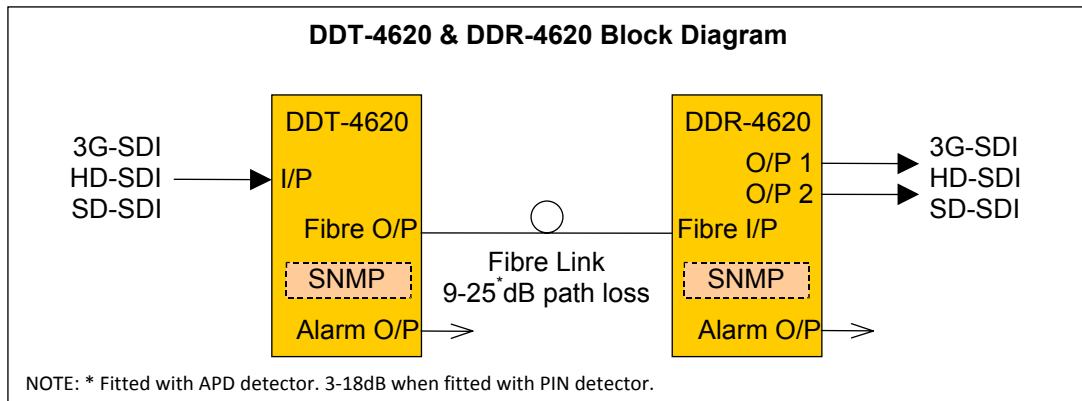 DDT-4620 & DDR-4620 Block Diagram
DDT-4620
DDR-4620
3G-SDI
HD-SDI
SD-SDI
I/P
O/P 1
O/P 2
3G-SDI
HD-SDI
SD-SDI
Fibre O/P
Fibre I/P
Fibre Link
9-25*dB path loss
SNMP
SNMP
Alarm O/P
Alarm O/P
NOTE: * Fitted with APD detector. 3-18dB when fitted with PIN detector.